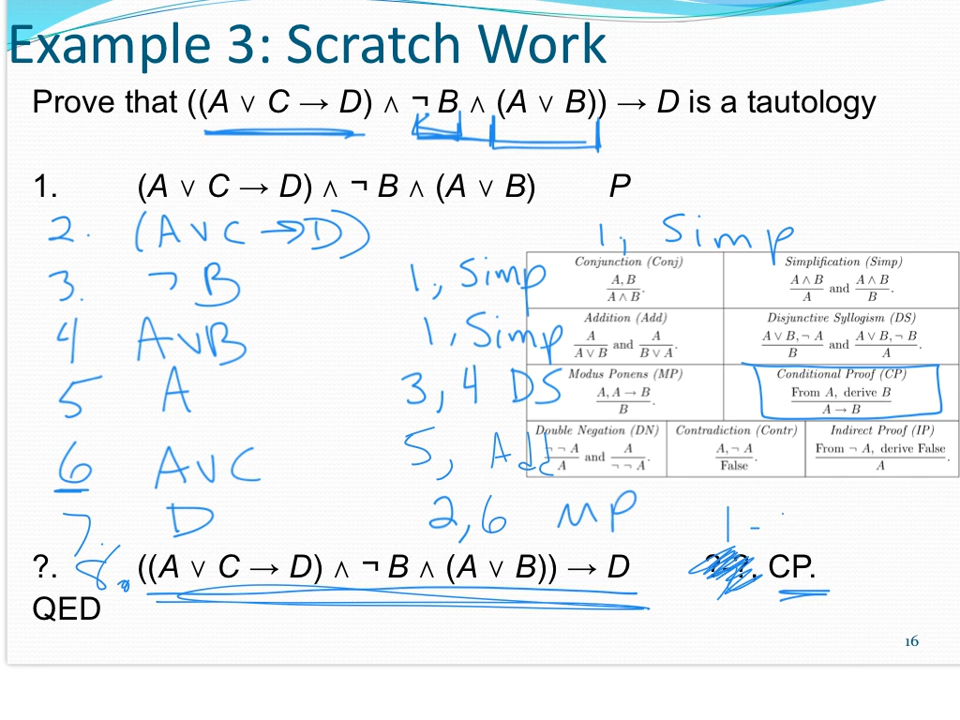 Example 3: Scratch Work
Prove that ((A ∨ C → D) ∧ ¬ B ∧ (A ∨ B)) → D is a tautology
1. (A ∨ C → D) ∧ ¬ B ∧ (A ∨ B) P
2. (A ∨ C → D)) 1, Simp
3. ¬ B 1, Simp
4 A ∨ B 1, Simp
5 A 3, 4 DS
6 A ∨ C 5, Add
7. D 2, 6 MP
Conjunction (Conj) Simplification (Simp)
A, B / A ∧ B. A ∧ B / A and A ∧ B / B.
Addition (Add) Disjunctive Syllogism (DS)
A / A ∨ B and A / B ∨ A. A ∨ B, ¬ A / B and A ∨ B, ¬ B / A.
Modus Ponens (MP) Conditional Proof (CP)
A, A → B / B. From A, derive B / A → B
Double Negation (DN) Contradiction (Contr) Indirect Proof (IP)
¬ ¬ A / A and A / ¬ ¬ A. A, ¬ A / False From ¬ A, derive False / A.
1 -
?. 8. ((A ∨ C → D) ∧ ¬ B ∧ (A ∨ B)) → D CP.
QED
16